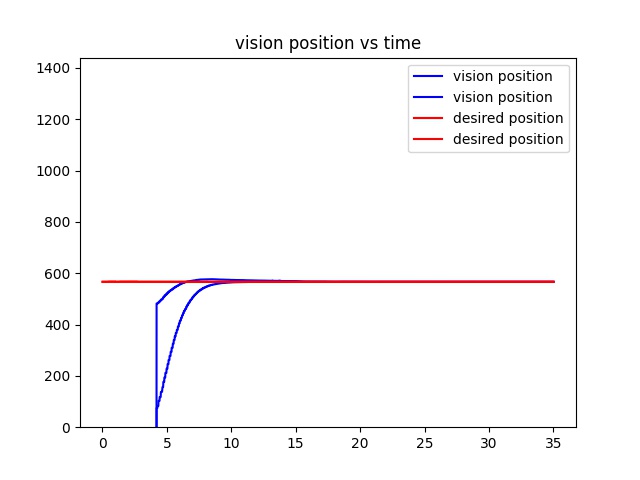 vision position vs time
1400
1200
1000
800
600
400
200
0
vision position
vision position
desired position
desired position
0 5 10 15 20 25 30 35